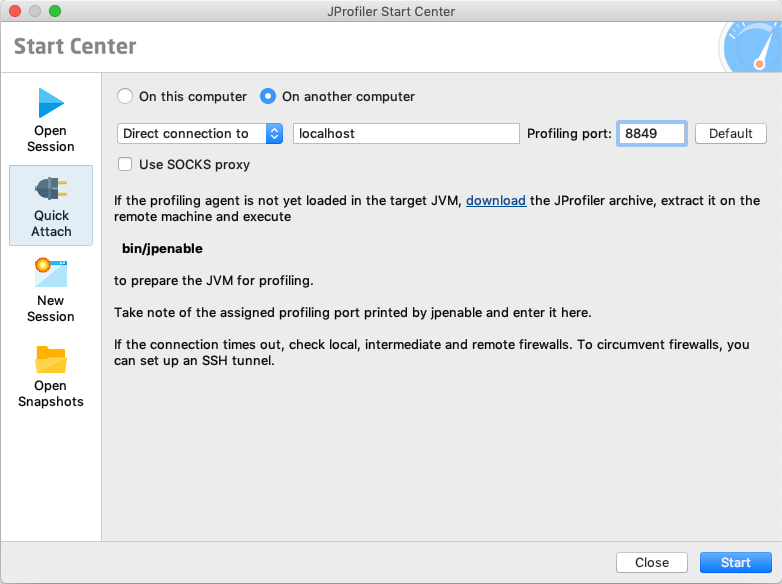 JProfiler Start Center
Start Center
Open
Session
Quick
Attach
New
Session
Open
Snapshots
On this computer
On another computer
Direct connection to
localhost
Profiling port:
8849
Default
Use SOCKS proxy
If the profiling agent is not yet loaded in the target JVM, download the JProfiler archive, extract it on the
remote machine and execute
bin/jpenable
to prepare the JVM for profiling.
Take note of the assigned profiling port printed by jpenable and enter it here.
If the connection times out, check local, intermediate and remote firewalls. To circumvent firewalls, you
can set up an SSH tunnel.
Close
Start